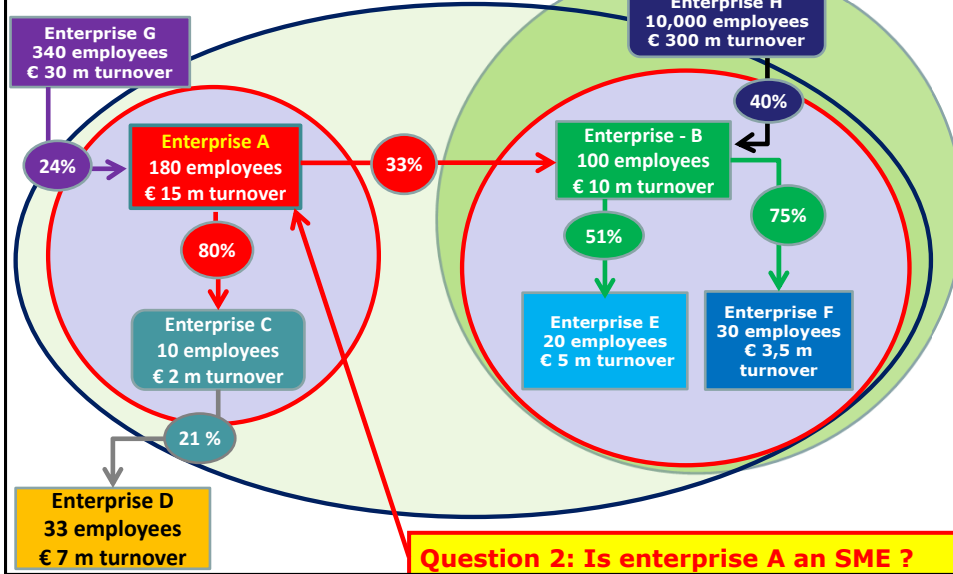 Enterprise H
10,000 employees
€ 300 m turnover
Enterprise G
340 employees
€ 30 m turnover
40%
24%
Enterprise A
180 employees
€ 15 m turnover
33%
Enterprise - B
100 employees
€ 10 m turnover
80%
51%
75%
Enterprise C
10 employees
€ 2 m turnover
Enterprise E
20 employees
€ 5 m turnover
Enterprise F
30 employees
€ 3,5 m
turnover
21 %
Enterprise D
33 employees
€ 7 m turnover
Question 2: Is enterprise A an SME ?